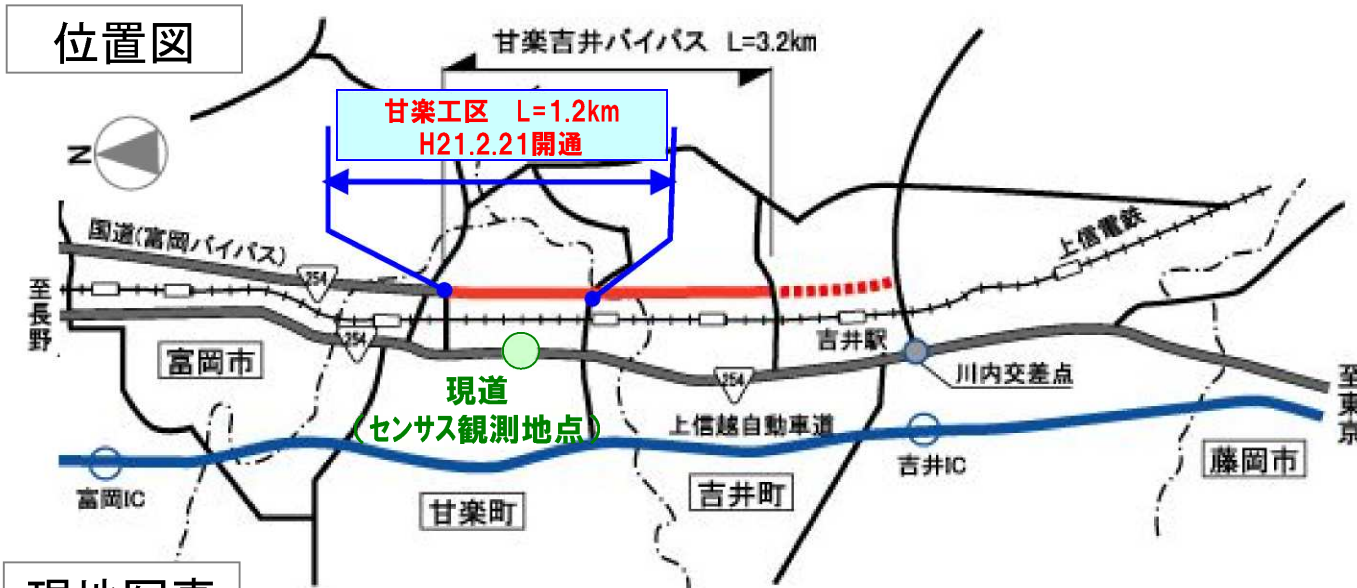 位置図
甘楽吉井バイパス L=3.2km
甘楽工区 L=1.2km
H21.2.21開通
N
国道(富岡バイパス)
254
上信電鉄
至長野
254
富岡市
吉井駅
川内交差点
254
至東京
現道
(センサス観測地点)
上信越自動車道
富岡IC
吉井IC
藤岡市
甘楽町
吉井町